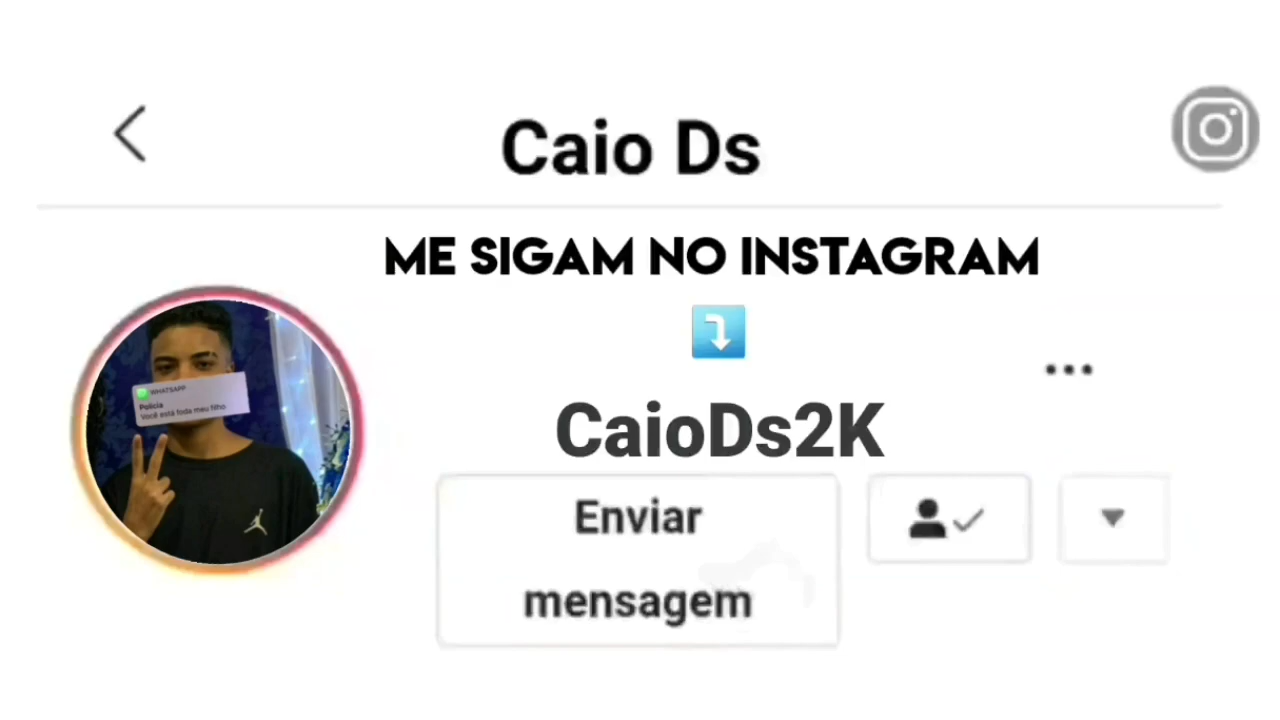 Caio Ds
ME SIGAM NO INSTAGRAM
CaioDs2K
Enviar
mensagem
WHATSAPP
Polícia
Você está foda meu filho